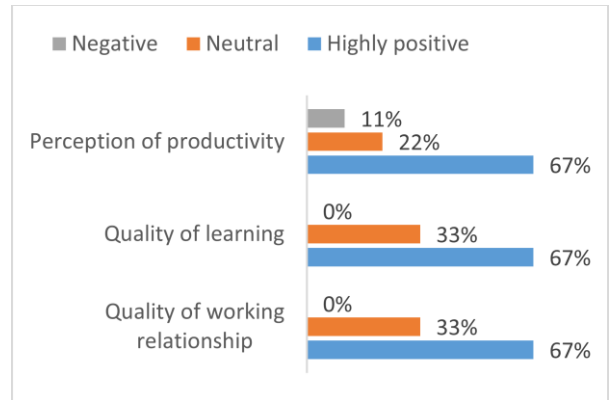 Negative Neutral Highly positive
11%
Perception of productivity 22%
67%
0%
Quality of learning 33%
67%
0%
Quality of working
relationship 33%
67%